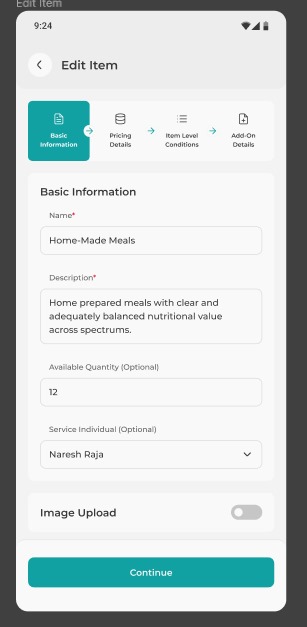 Edit Item
9:24
Edit Item
Basic
Information
Pricing
Details
Item Level
Conditions
Add-On
Details
Basic Information
Name*
Home-Made Meals
Description*
Home prepared meals with clear and
adequately balanced nutritional value
across spectrums.
Available Quantity (Optional)
12
Service Individual (Optional)
Naresh Raja
Image Upload
Continue